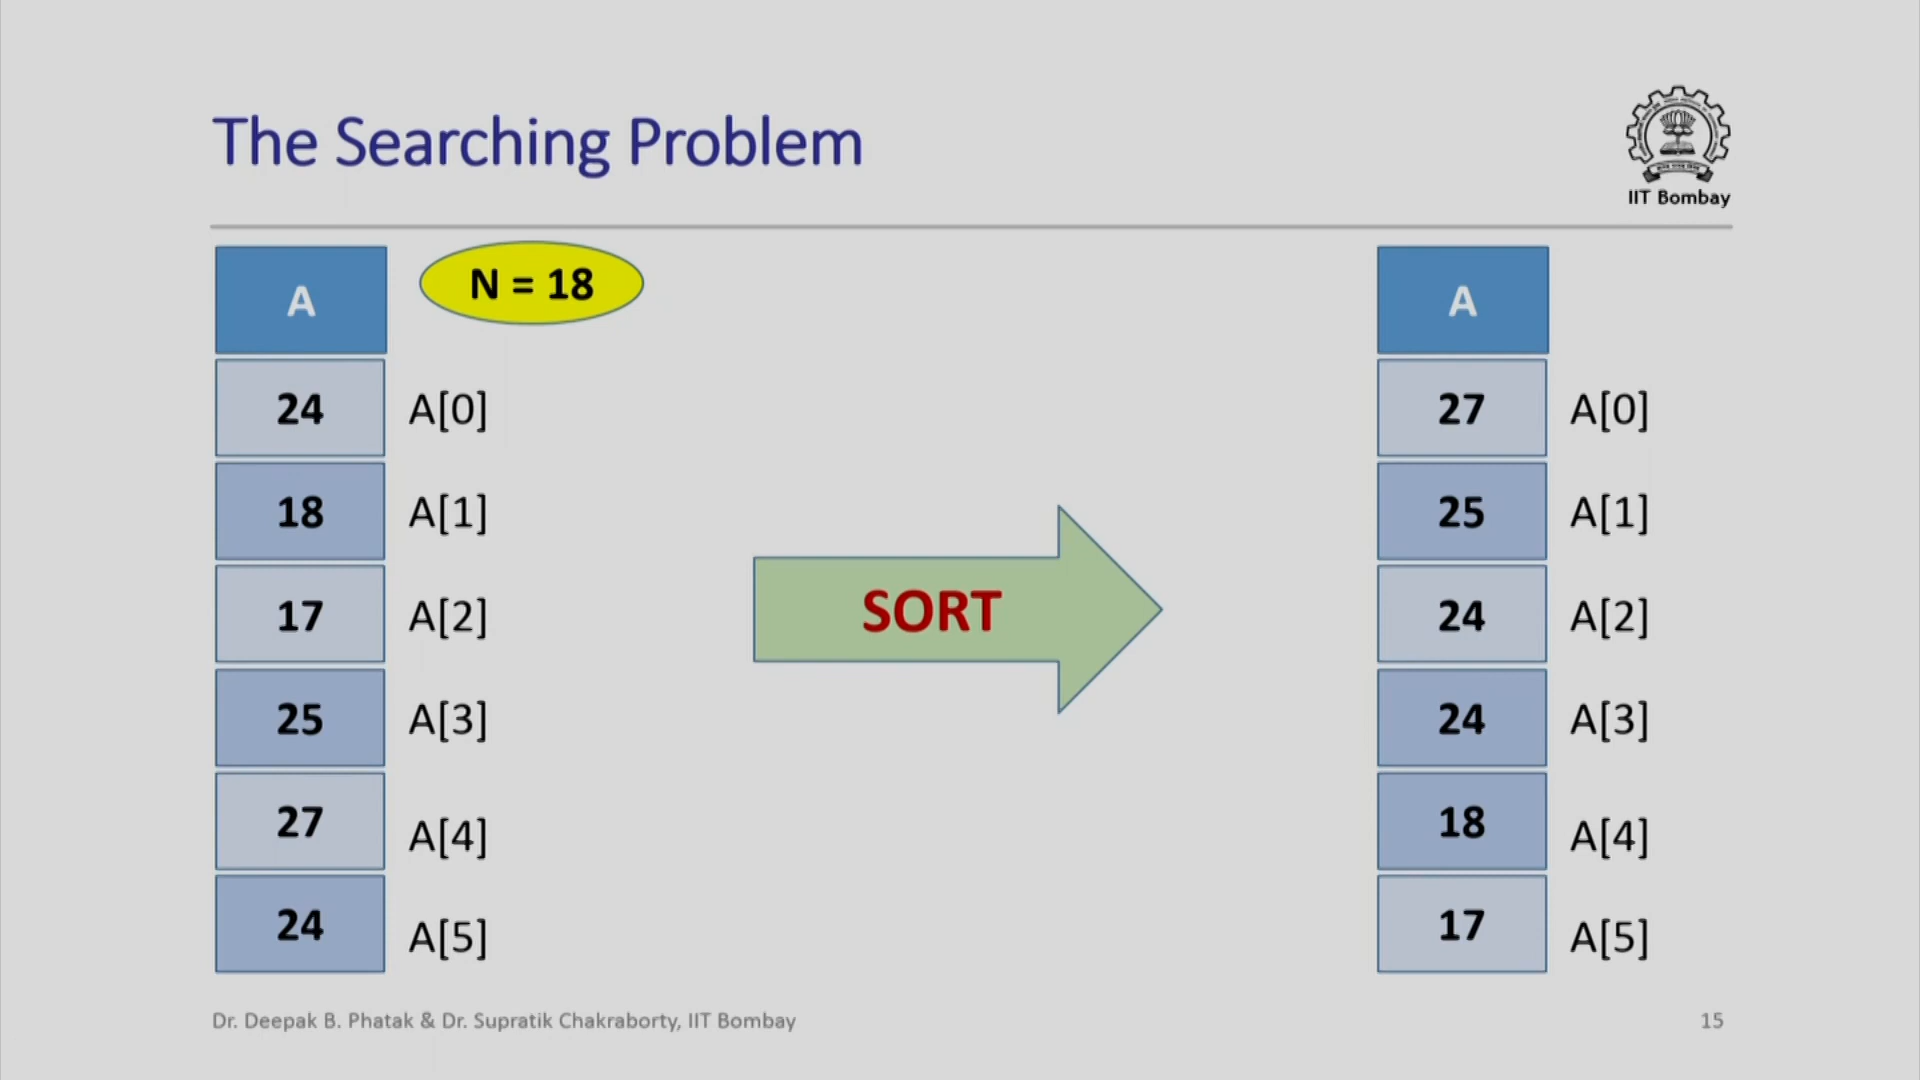 The Searching Problem
IIT Bombay
A
N = 18
A
24 A[0]
27 A[0]
18 A[1]
25 A[1]
17 A[2]
24 A[2]
SORT
25 A[3]
24 A[3]
27 A[4]
18 A[4]
24 A[5]
17 A[5]
Dr. Deepak B. Phatak & Dr. Supratik Chakraborty, IIT Bombay
15